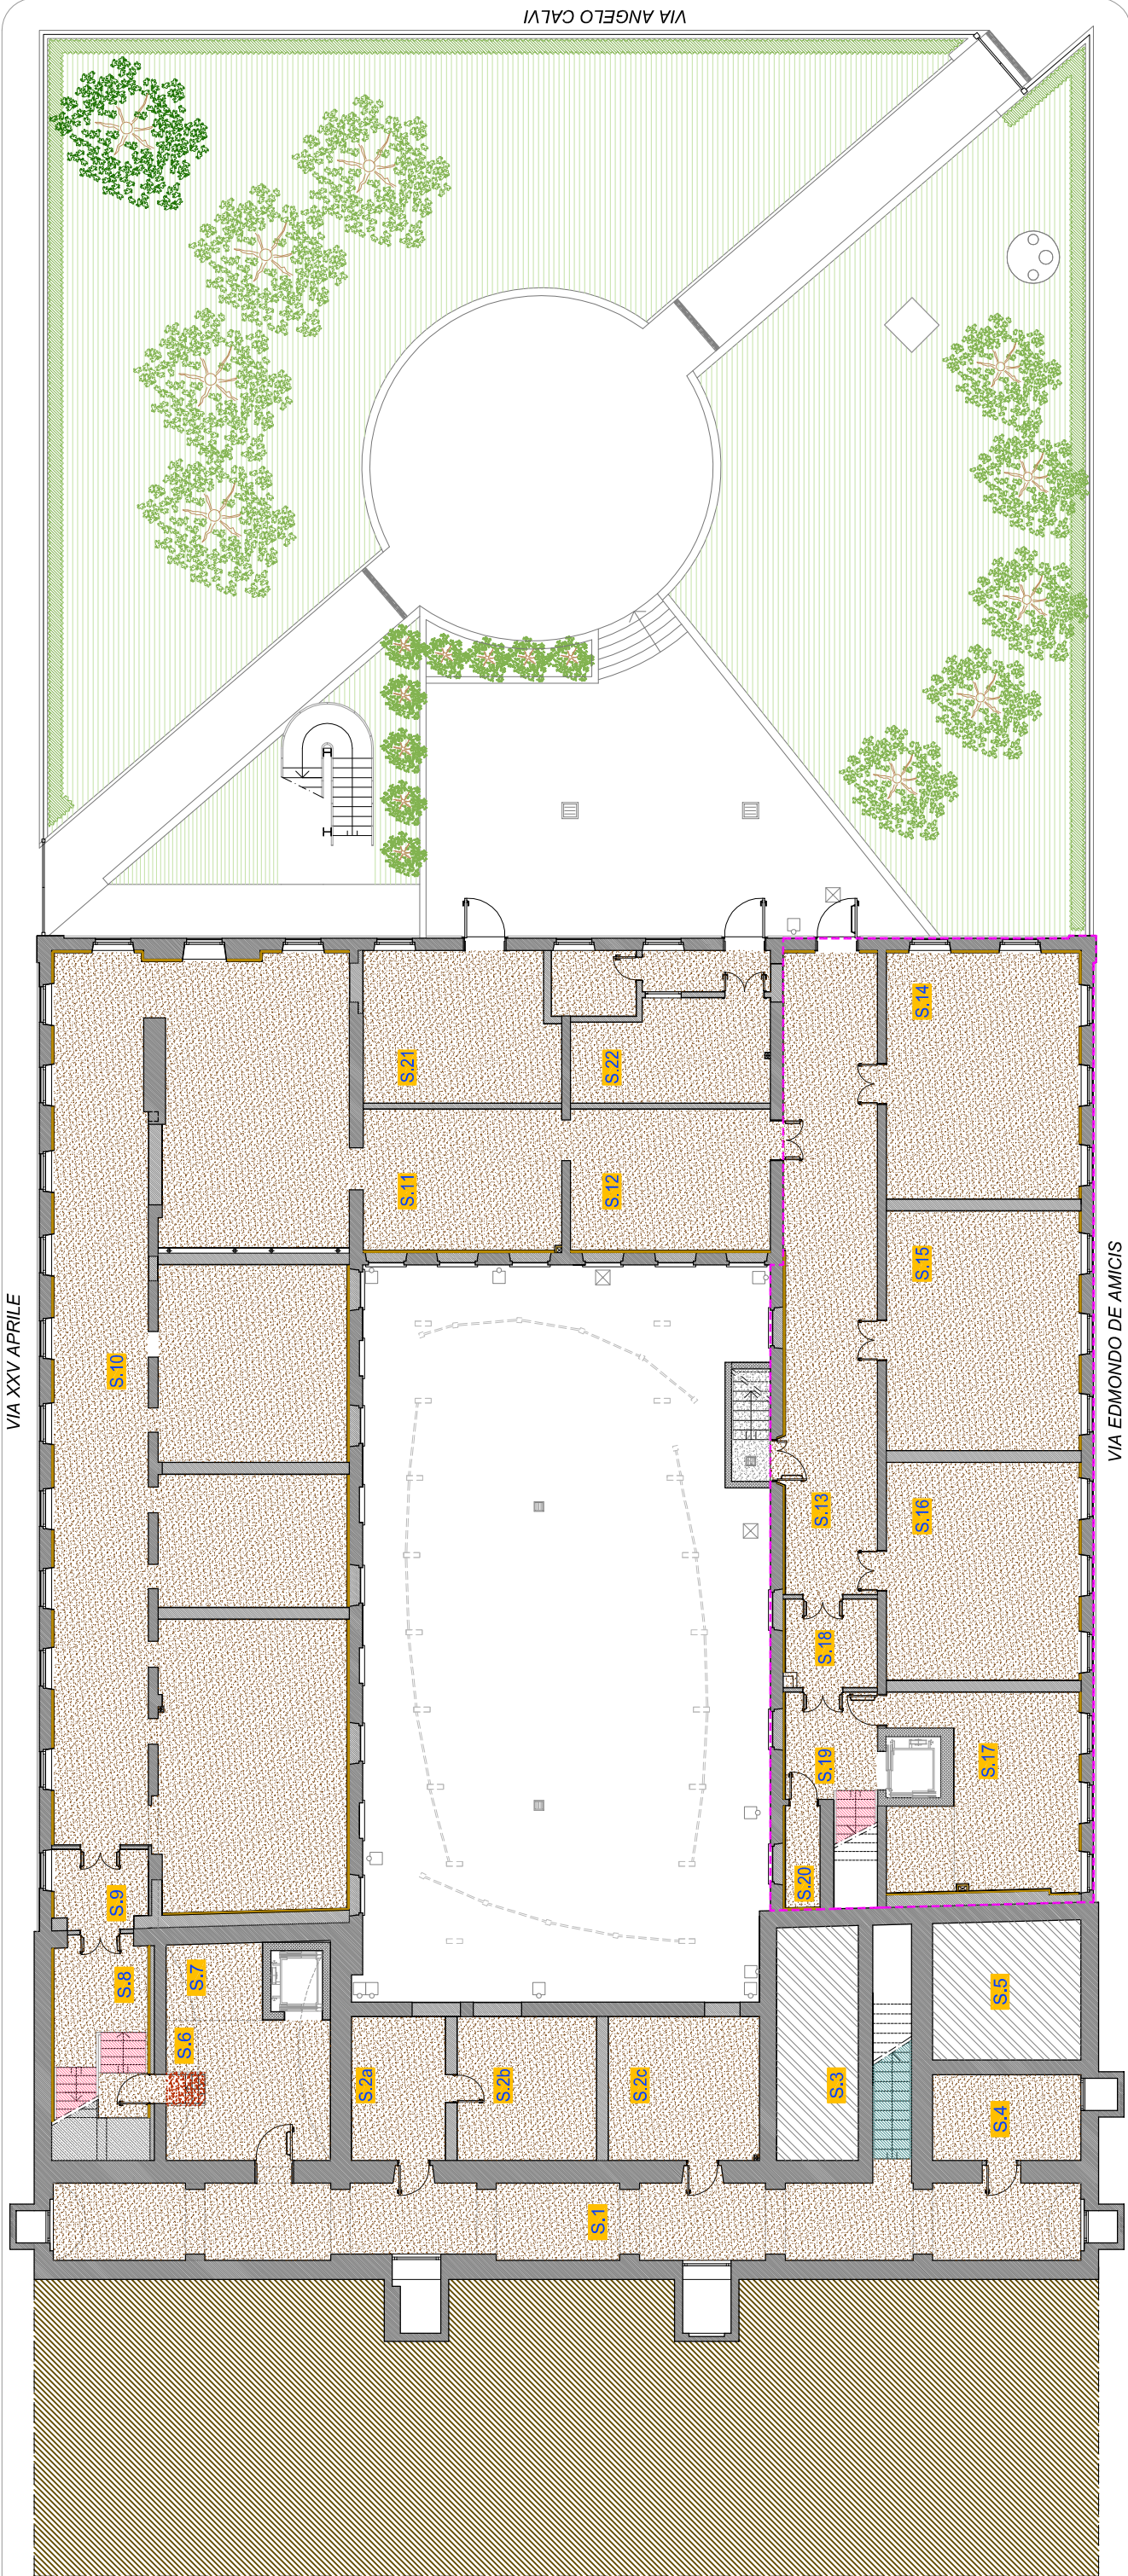 VIA ANGELO CALVI
VIA XXV APRILE
VIA EDMONDO DE AMICIS
S.14
S.21
S.22
S.11
S.12
S.15
S.10
S.13
S.16
S.18
S.19
S.17
S.20
S.9
S.8
S.7
S.6
S.5
S.2a
S.2b
S.2c
S.3
S.4
S.1
H
H